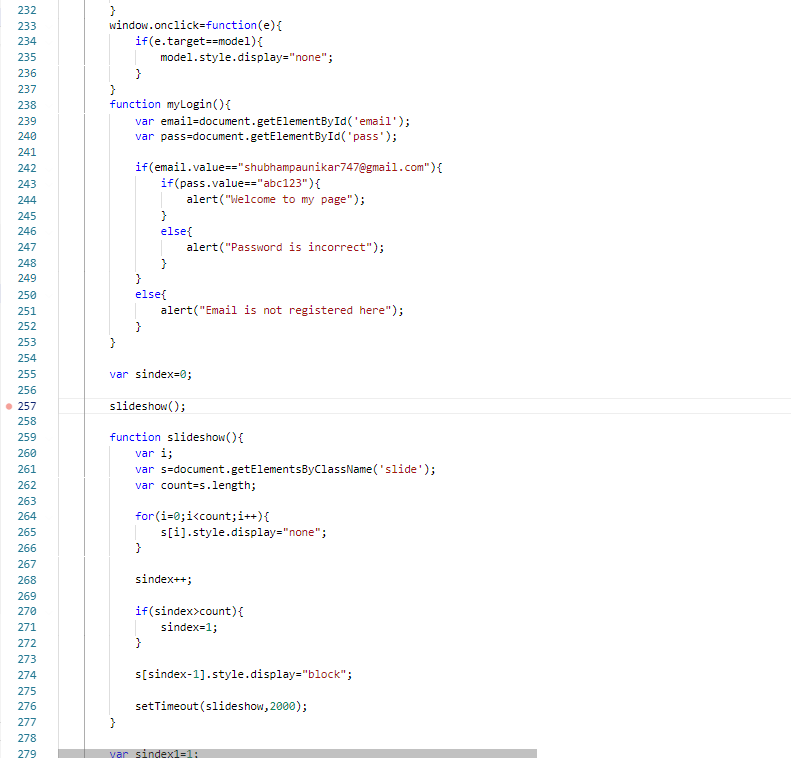 232 }
233 window.onclick=function(e){
234 if(e.target==model){
235 model.style.display="none";
236 }
237 }
238 function myLogin(){
239 var email=document.getElementById('email');
240 var pass=document.getElementById('pass');
241
242 if(email.value=="shubhampaunikar747@gmail.com"){
243 if(pass.value=="abc123"){
244 alert("Welcome to my page");
245 }
246 else{
247 alert("Password is incorrect");
248 }
249 }
250 else{
251 alert("Email is not registered here");
252 }
253 }
254
255 var sindex=0;
256
257 slideshow();
258
259 function slideshow(){
260 var i;
261 var s=document.getElementsByClassName('slide');
262 var count=s.length;
263
264 for(i=0;i<count;i++){
265 s[i].style.display="none";
266 }
267
268 sindex++;
269
270 if(sindex>count){
271 sindex=1;
272 }
273
274 s[sindex-1].style.display="block";
275
276 setTimeout(slideshow,2000);
277 }
278
279 var sindex1=1;